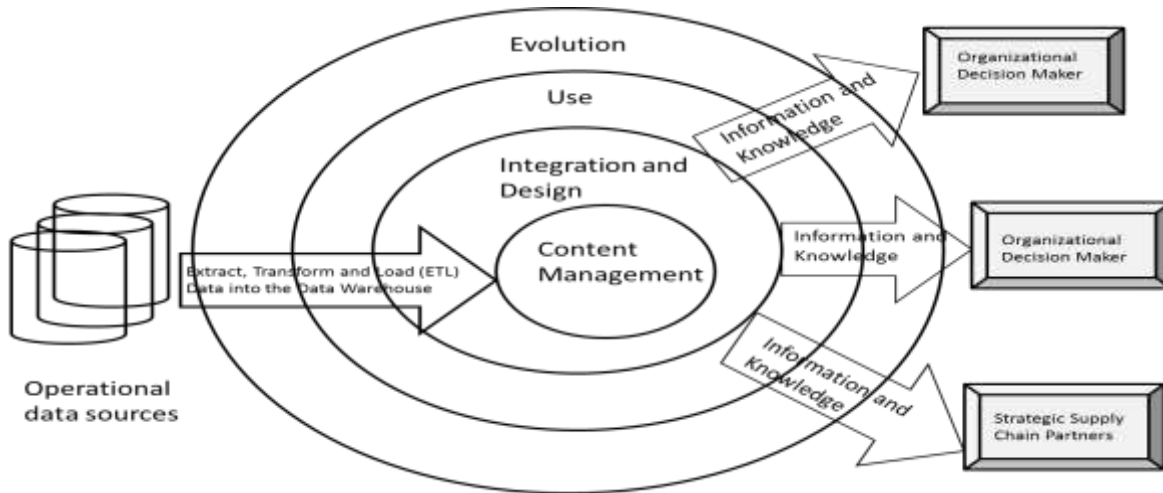 Evolution
Use
Integration and
Design
Content
Management
Extract, Transform and Load (ETL)
Data into the Data Warehouse
Operational
data sources
Information and
Knowledge
Organizational
Decision Maker
Information and
Knowledge
Organizational
Decision Maker
Information and
Knowledge
Strategic Supply
Chain Partners